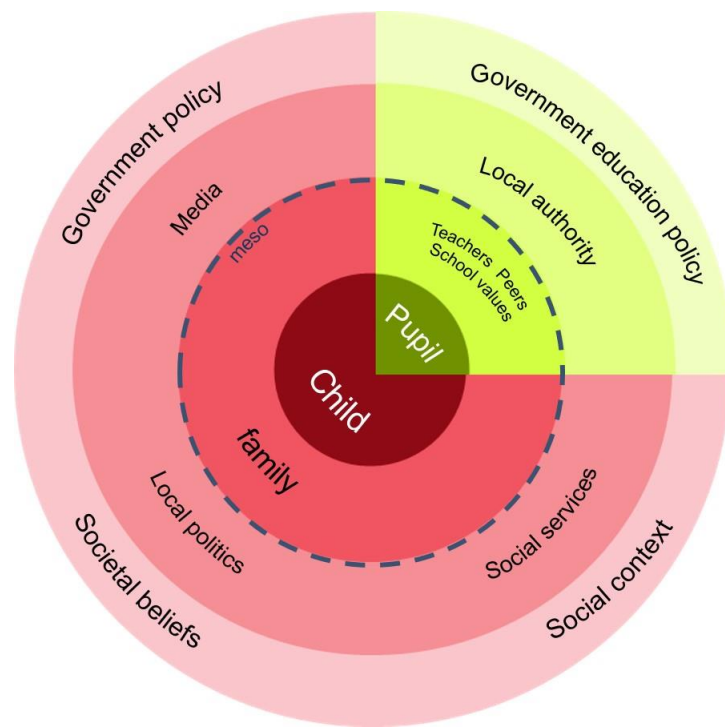 Government policy
Government education policy
Media
Local authority
meso
Teachers Peers
School values
Pupil
Child
family
Local politics
Social services
Societal beliefs
Social context